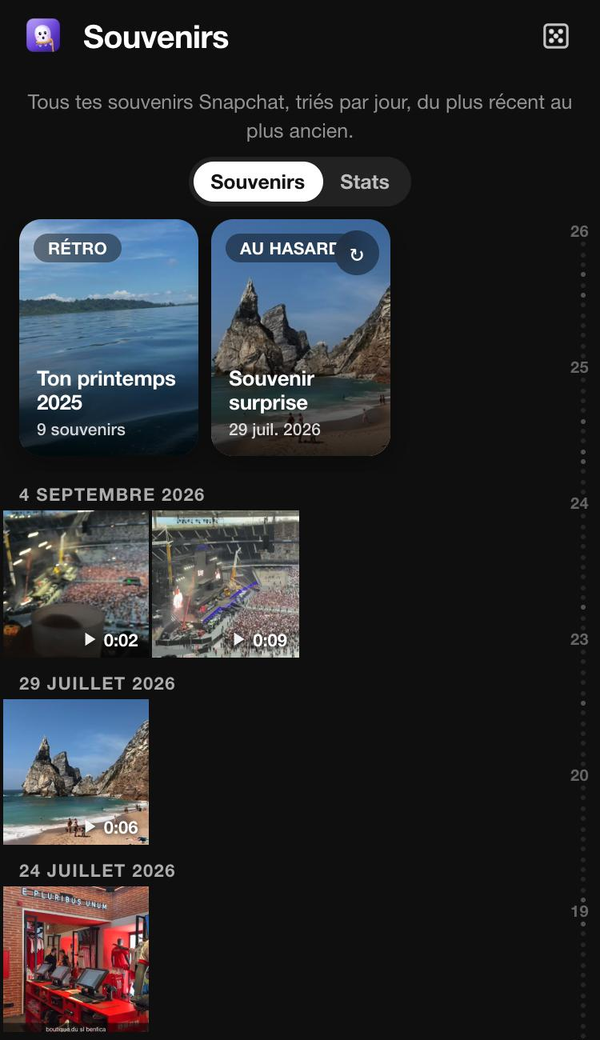 Souvenirs
Tous tes souvenirs Snapchat, triés par jour, du plus récent au
plus ancien.
Souvenirs
Stats
RÉTRO
Ton printemps
2025
9 souvenirs
AU HASARD
↻
Souvenir
surprise
29 juil. 2026
4 SEPTEMBRE 2026
0:02
0:09
29 JUILLET 2026
0:06
24 JUILLET 2026
E PLURIBUS UNUM
boutique du sl benfica
26
25
24
23
20
19